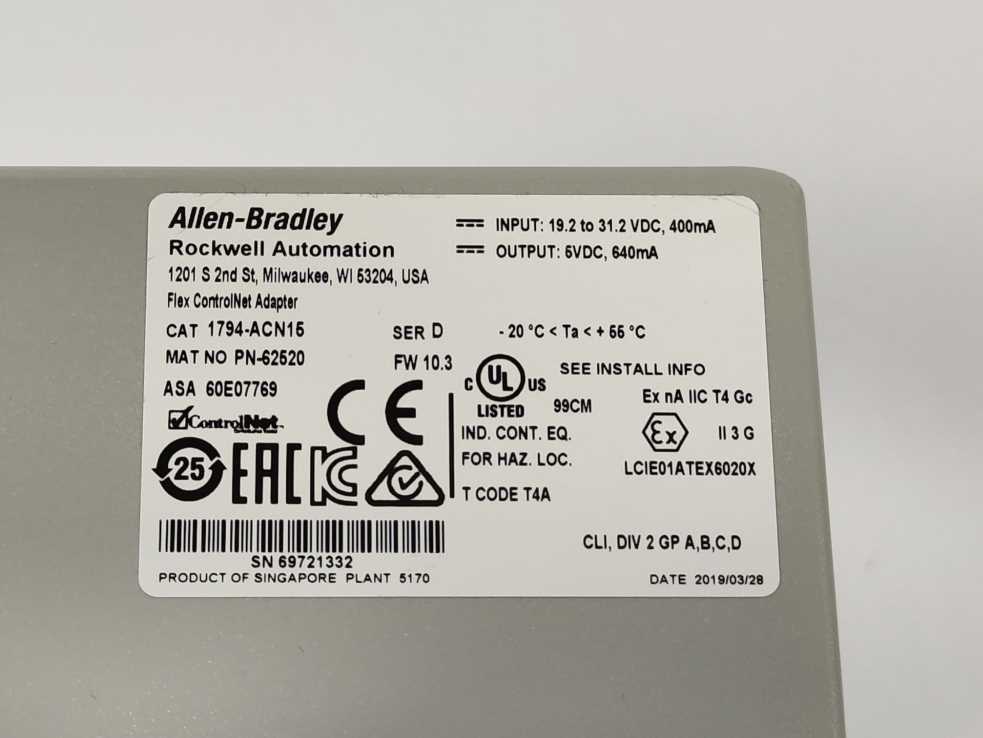 Allen-Bradley
Rockwell Automation
1201 S 2nd St, Milwaukee, WI 53204, USA
Flex ControlNet Adapter
CAT 1794-ACN15
SER D
MAT NO PN-62520
FW 10.3
ASA 60E07769
ControlNet
25
EAC
INPUT: 19.2 to 31.2 VDC, 400mA
OUTPUT: 5VDC, 640mA
- 20 °C < Ta < + 55 °C
C UL US
LISTED
99CM
IND. CONT. EQ.
FOR HAZ. LOC.
T CODE T4A
SEE INSTALL INFO
Ex nA IIC T4 Gc
Ex II 3 G
LCIE01ATEX6020X
CLI, DIV 2 GP A,B,C,D
SN 69721332
PRODUCT OF SINGAPORE PLANT 5170
DATE 2019/03/28